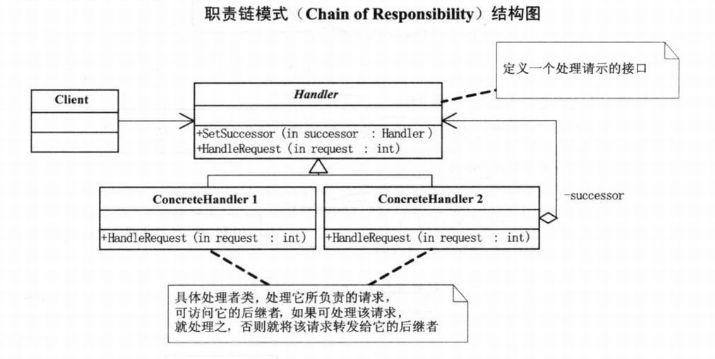 职责链模式（Chain of Responsibility）结构图
定义一个处理请示的接口
Client
Handler
+SetSuccessor(in successor : Handler)
+HandleRequest(in request : int)
ConcreteHandler 1
+HandleRequest(in request : int)
ConcreteHandler 2
+HandleRequest(in request : int)
-successor
具体处理者类，处理它所负责的请求，
可访问它的后继者，如果可处理该请求，
就处理之，否则就将该请求转发给它的后继者